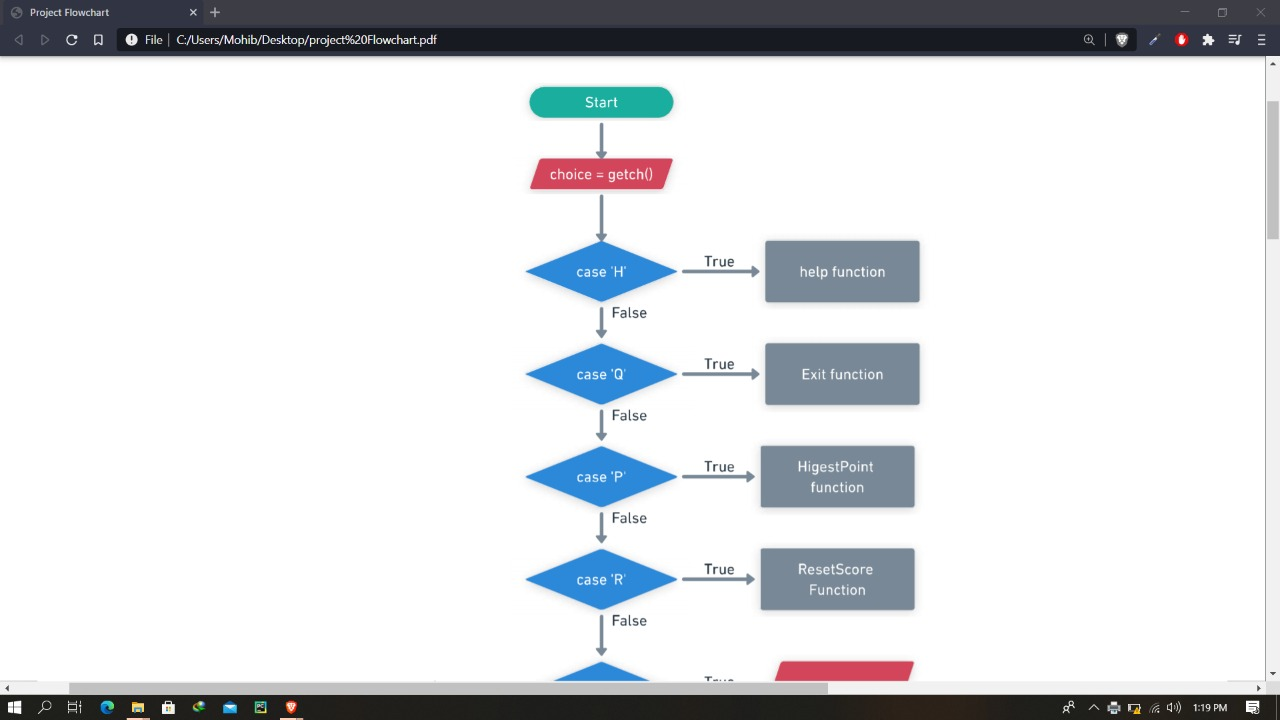 Project Flowchart
File | C:/Users/Mohib/Desktop/project%20Flowchart.pdf
Start
choice = getch()
case 'H'
True
help function
False
case 'Q'
True
Exit function
False
case 'P'
True
HigestPoint
function
False
case 'R'
True
ResetScore
Function
False
True
1:19 PM